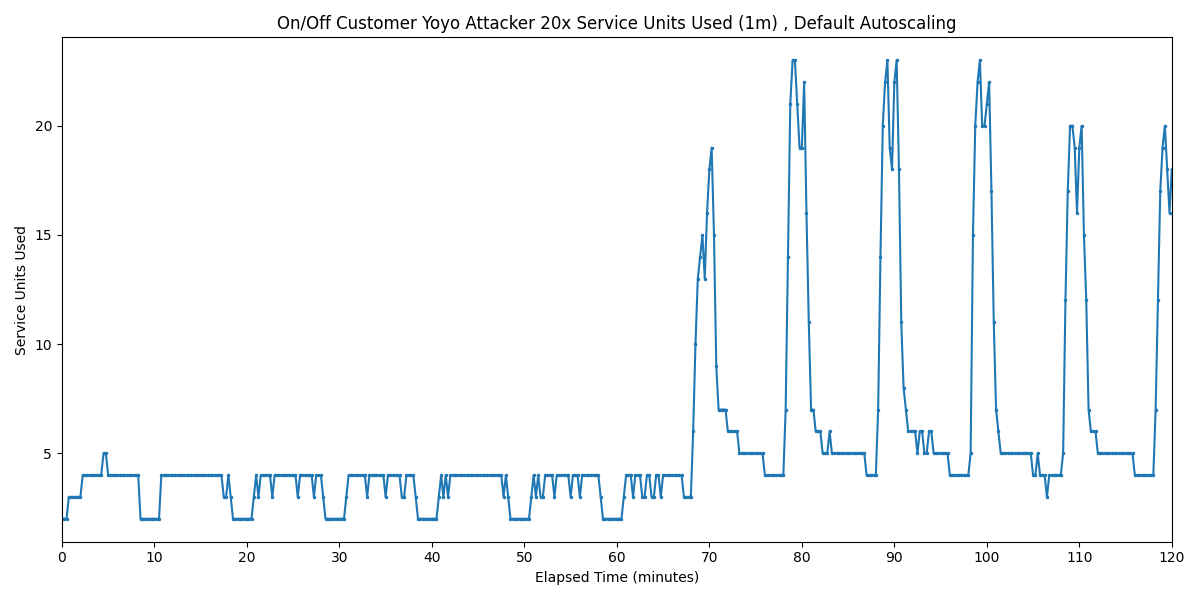 On/Off Customer Yoyo Attacker 20x Service Units Used (1m) , Default Autoscaling
Service Units Used
20
15
10
5
0 10 20 30 40 50 60 70 80 90 100 110 120
Elapsed Time (minutes)